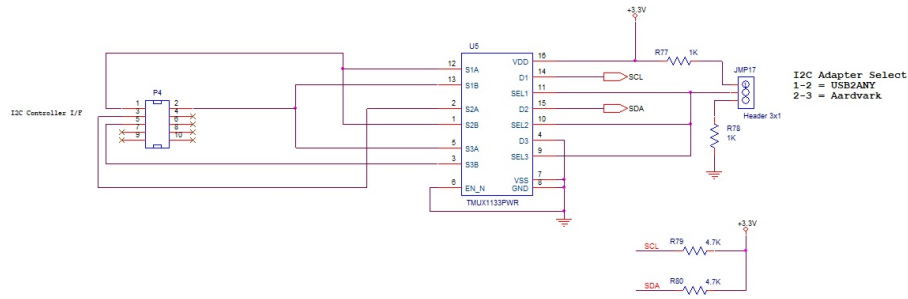 +3.3V
U5
R77 1K
12 S1A VDD 16
13 S1B D1 14 SCL
JMP17
I2C Adapter Select
1-2 = USB2ANY
2-3 = Aardvark
P4
SEL1 11
2 S2A D2 15 SDA
1 2
3 4
5 6
7 8
9 10
I2C Controller I/F
1 S2B SEL2 10
Header 3x1
D3 4
R78
1K
5 S3A
SEL3 9
3 S3B
VSS 7
6 EN_N GND 8
TMUX1133PWR
+3.3V
SCL R79 4.7K
SDA R80 4.7K